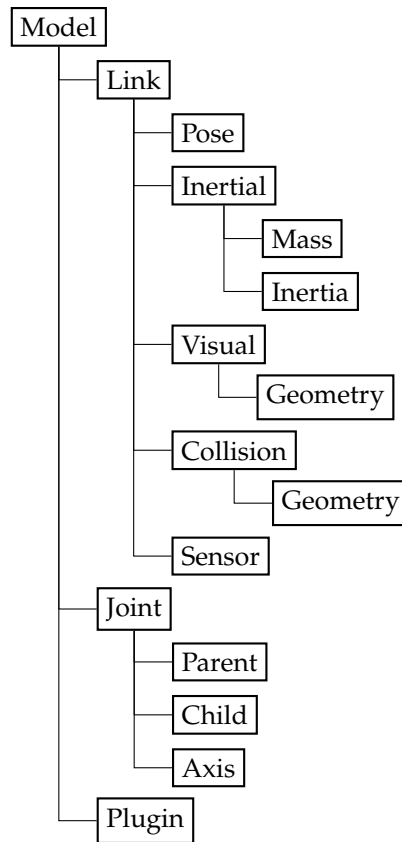 Model
Link
Pose
Inertial
Mass
Inertia
Visual
Geometry
Collision
Geometry
Sensor
Joint
Parent
Child
Axis
Plugin